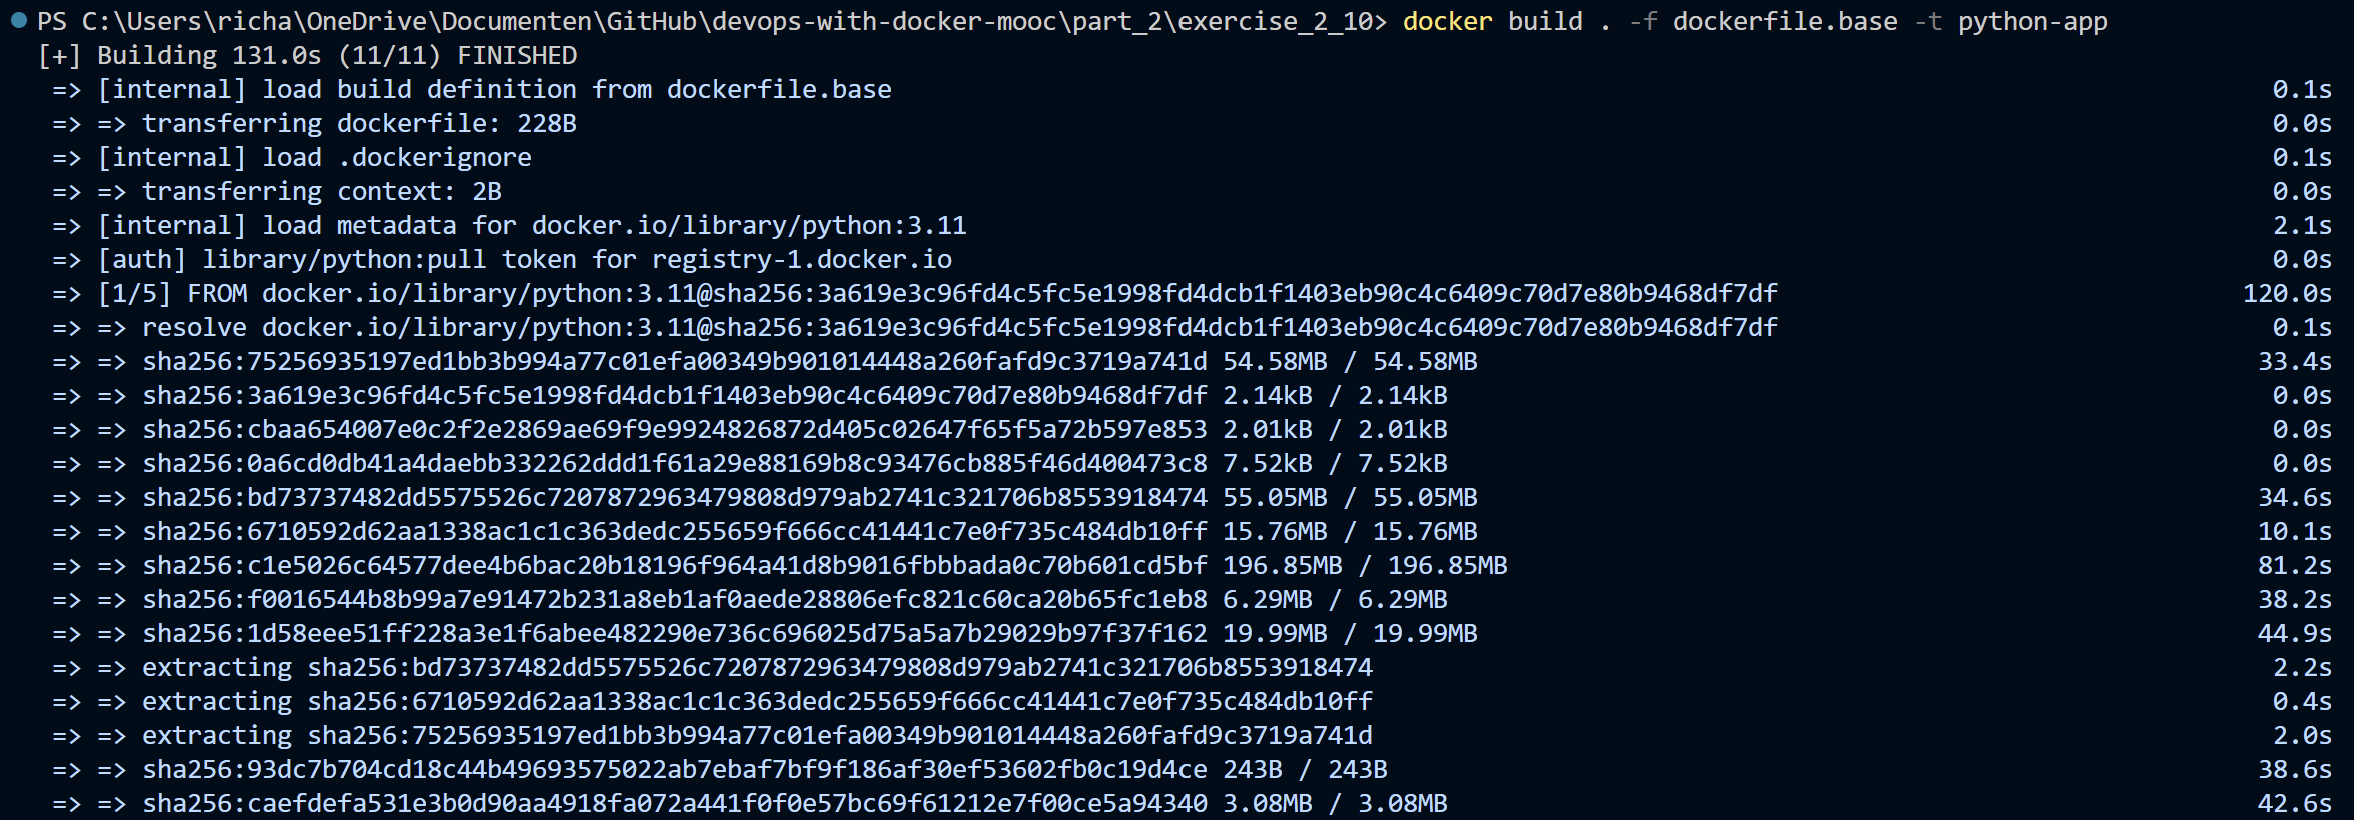 PS C:\Users\richa\OneDrive\Documenten\GitHub\devops-with-docker-mooc\part_2\exercise_2_10> docker build . -f dockerfile.base -t python-app
[+] Building 131.0s (11/11) FINISHED
=> [internal] load build definition from dockerfile.base 0.1s
=> => transferring dockerfile: 228B 0.0s
=> [internal] load .dockerignore 0.1s
=> => transferring context: 2B 0.0s
=> [internal] load metadata for docker.io/library/python:3.11 2.1s
=> [auth] library/python:pull token for registry-1.docker.io 0.0s
=> [1/5] FROM docker.io/library/python:3.11@sha256:3a619e3c96fd4c5fc5e1998fd4dcb1f1403eb90c4c6409c70d7e80b9468df7df 120.0s
=> => resolve docker.io/library/python:3.11@sha256:3a619e3c96fd4c5fc5e1998fd4dcb1f1403eb90c4c6409c70d7e80b9468df7df 0.1s
=> => sha256:75256935197ed1bb3b994a77c01efa00349b901014448a260fafd9c3719a741d 54.58MB / 54.58MB 33.4s
=> => sha256:3a619e3c96fd4c5fc5e1998fd4dcb1f1403eb90c4c6409c70d7e80b9468df7df 2.14kB / 2.14kB 0.0s
=> => sha256:cbaa654007e0c2f2e2869ae69f9e9924826872d405c02647f65f5a72b597e853 2.01kB / 2.01kB 0.0s
=> => sha256:0a6cd0db41a4daebb332262ddd1f61a29e88169b8c93476cb885f46d400473c8 7.52kB / 7.52kB 0.0s
=> => sha256:bd73737482dd5575526c7207872963479808d979ab2741c321706b8553918474 55.05MB / 55.05MB 34.6s
=> => sha256:6710592d62aa1338ac1c1c363dedc255659f666cc41441c7e0f735c484db10ff 15.76MB / 15.76MB 10.1s
=> => sha256:c1e5026c64577dee4b6bac20b18196f964a41d8b9016fbbbada0c70b601cd5bf 196.85MB / 196.85MB 81.2s
=> => sha256:f0016544b8b99a7e91472b231a8eb1af0aede28806efc821c60ca20b65fc1eb8 6.29MB / 6.29MB 38.2s
=> => sha256:1d58eee51ff228a3e1f6abee482290e736c696025d75a5a7b29029b97f37f162 19.99MB / 19.99MB 44.9s
=> => extracting sha256:bd73737482dd5575526c7207872963479808d979ab2741c321706b8553918474 2.2s
=> => extracting sha256:6710592d62aa1338ac1c1c363dedc255659f666cc41441c7e0f735c484db10ff 0.4s
=> => extracting sha256:75256935197ed1bb3b994a77c01efa00349b901014448a260fafd9c3719a741d 2.0s
=> => sha256:93dc7b704cd18c44b49693575022ab7ebaf7bf9f186af30ef53602fb0c19d4ce 243B / 243B 38.6s
=> => sha256:caefdefa531e3b0d90aa4918fa072a441f0f0e57bc69f61212e7f00ce5a94340 3.08MB / 3.08MB 42.6s